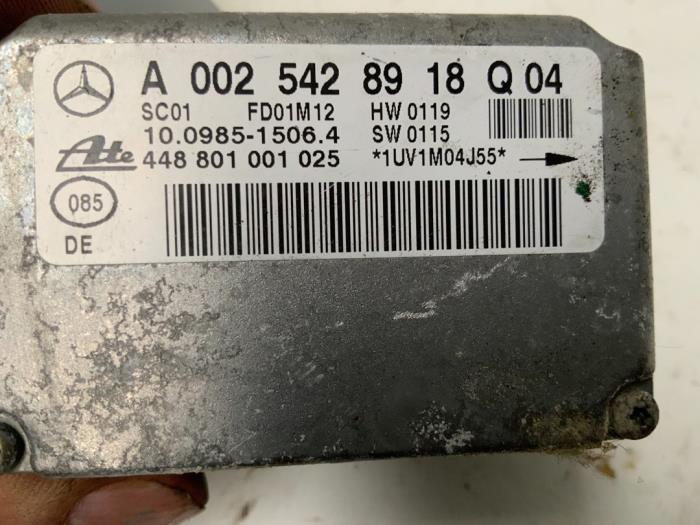 A 002 542 89 18 Q 04
SC01 FD01M12 HW 0119
10.0985-1506.4 SW 0115
Ate 448 801 001 025 *1UV1M04J55*
085
DE